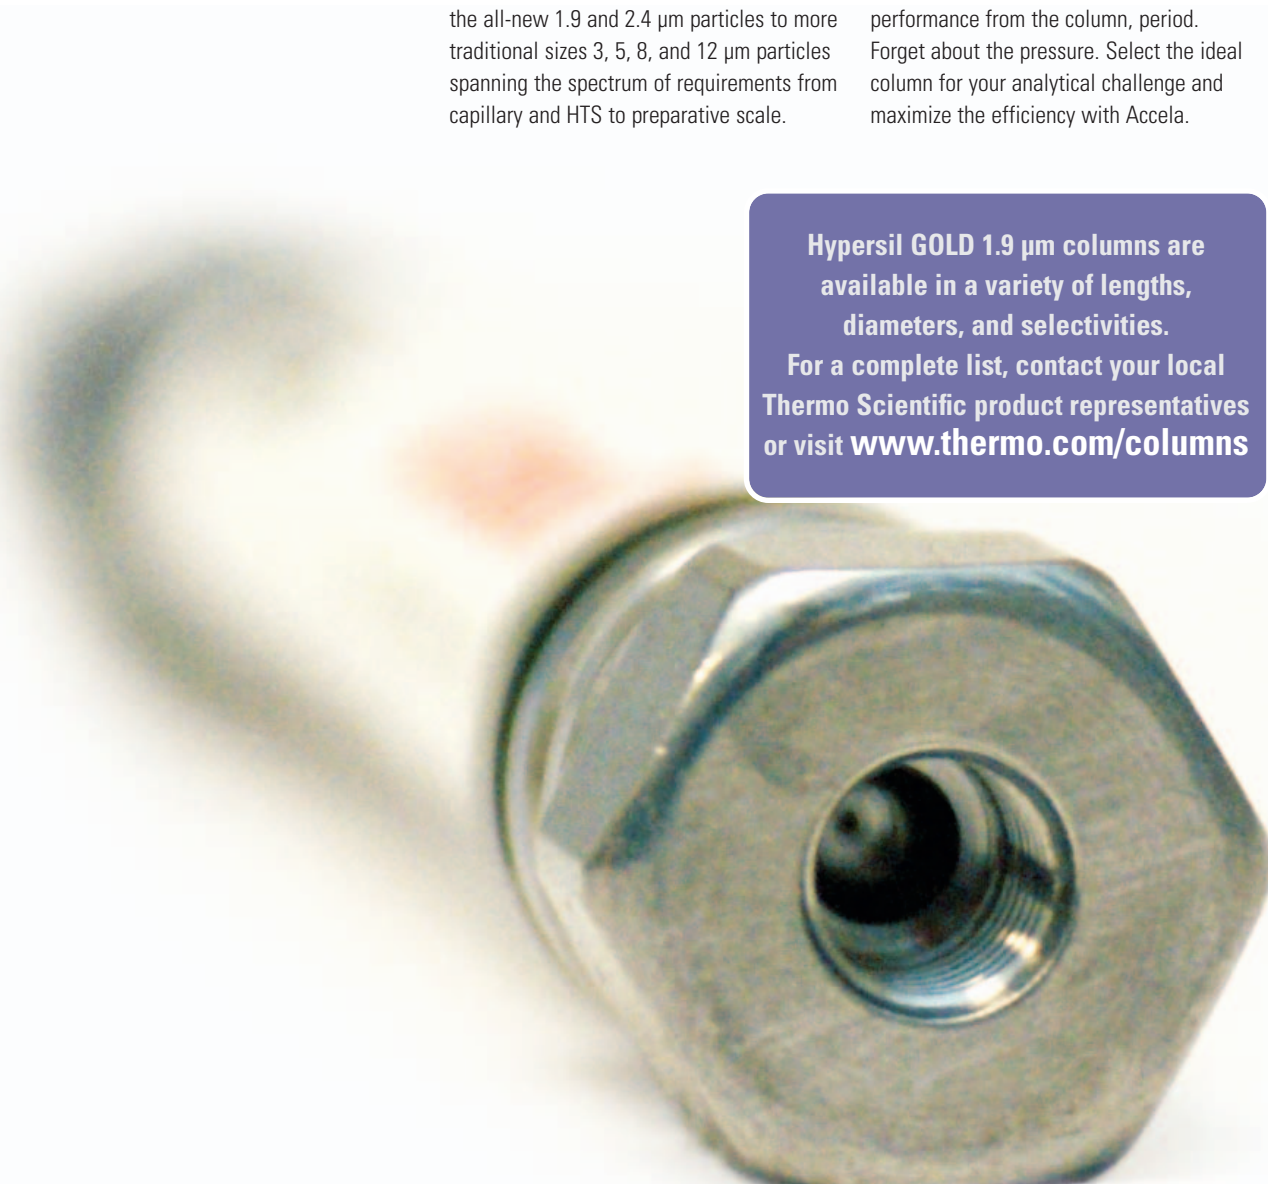 the all-new 1.9 and 2.4 µm particles to more
traditional sizes 3, 5, 8, and 12 µm particles
spanning the spectrum of requirements from
capillary and HTS to preparative scale.
performance from the column, period.
Forget about the pressure. Select the ideal
column for your analytical challenge and
maximize the efficiency with Accela.
Hypersil GOLD 1.9 µm columns are
available in a variety of lengths,
diameters, and selectivities.
For a complete list, contact your local
Thermo Scientific product representatives
or visit www.thermo.com/columns